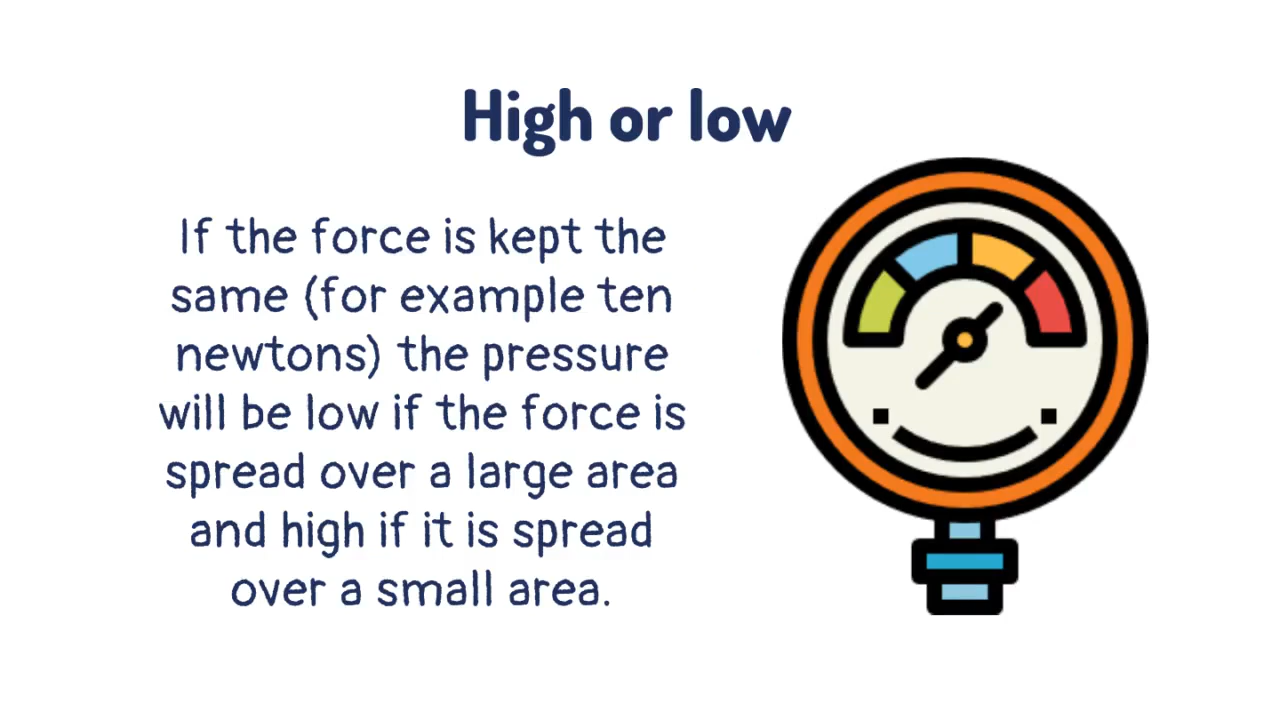 High or low
If the force is kept the
same (for example ten
newtons) the pressure
will be low if the force is
spread over a large area
and high if it is spread
over a small area.